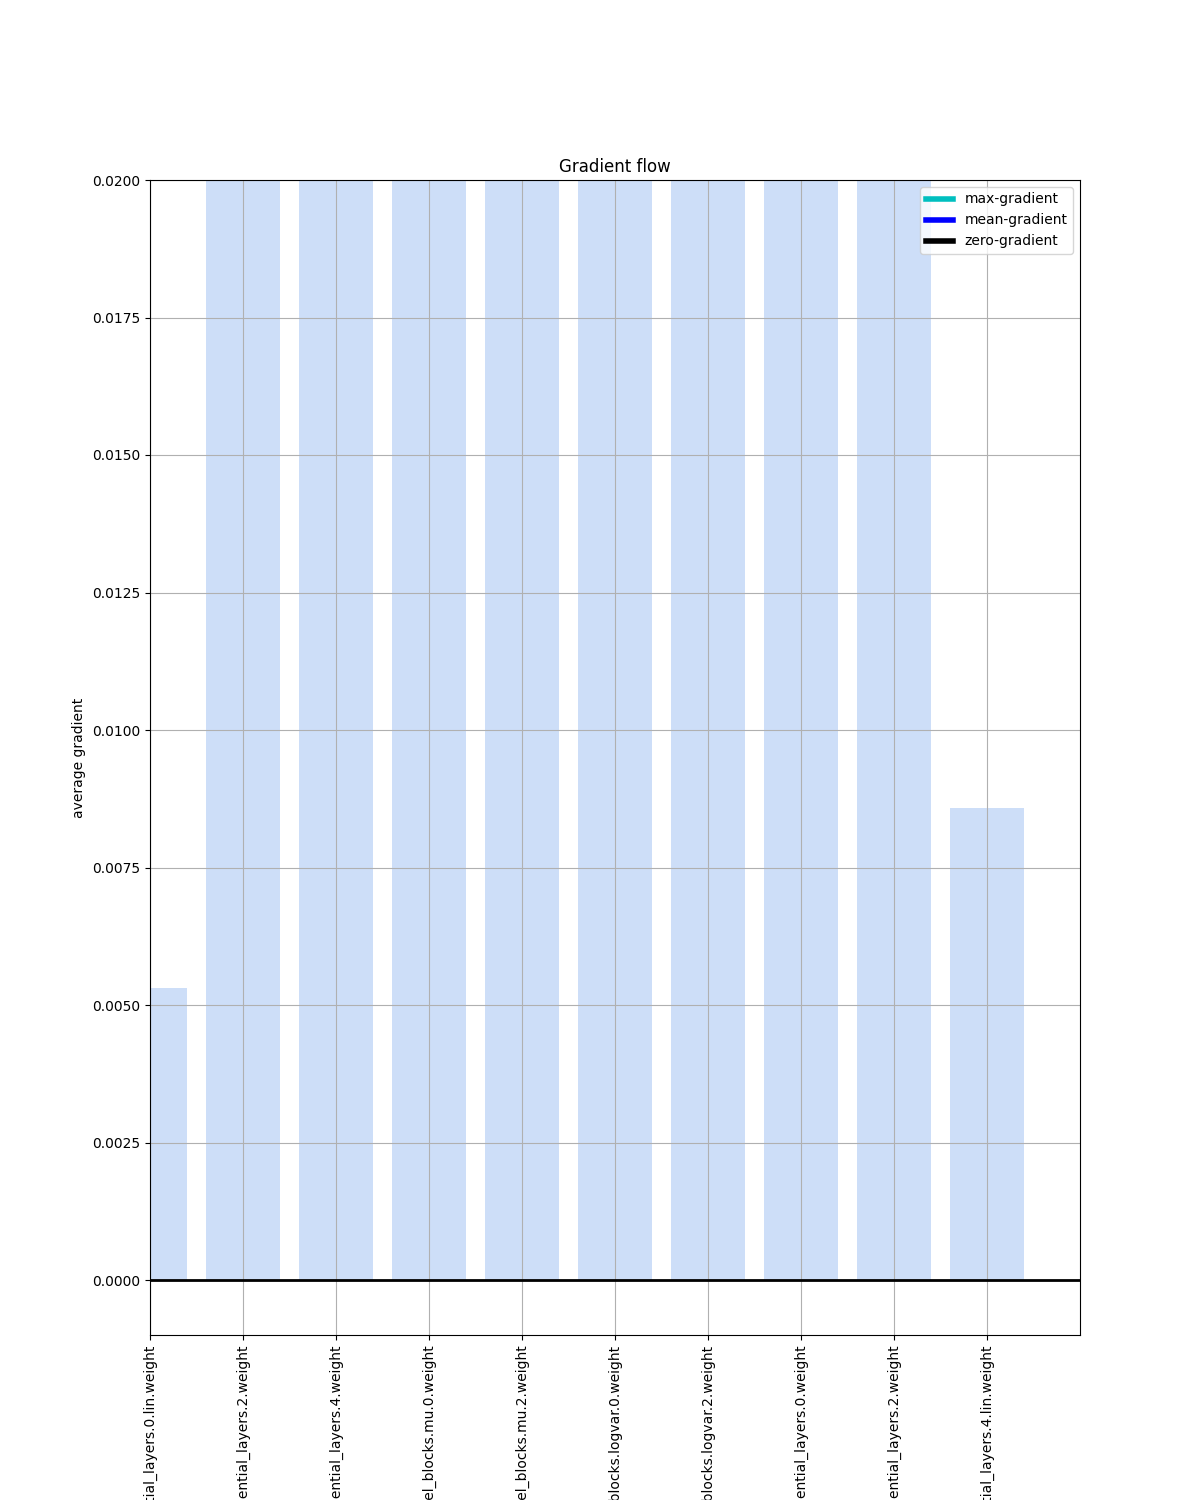 Gradient flow
max-gradient
mean-gradient
zero-gradient
0.0200
0.0175
0.0150
0.0125
0.0100
0.0075
0.0050
0.0025
0.0000
average gradient
tial_layers.0.lin.weight
ential_layers.2.weight
ential_layers.4.weight
el_blocks.mu.0.weight
el_blocks.mu.2.weight
blocks.logvar.0.weight
blocks.logvar.2.weight
ential_layers.0.weight
ential_layers.2.weight
tial_layers.4.lin.weight